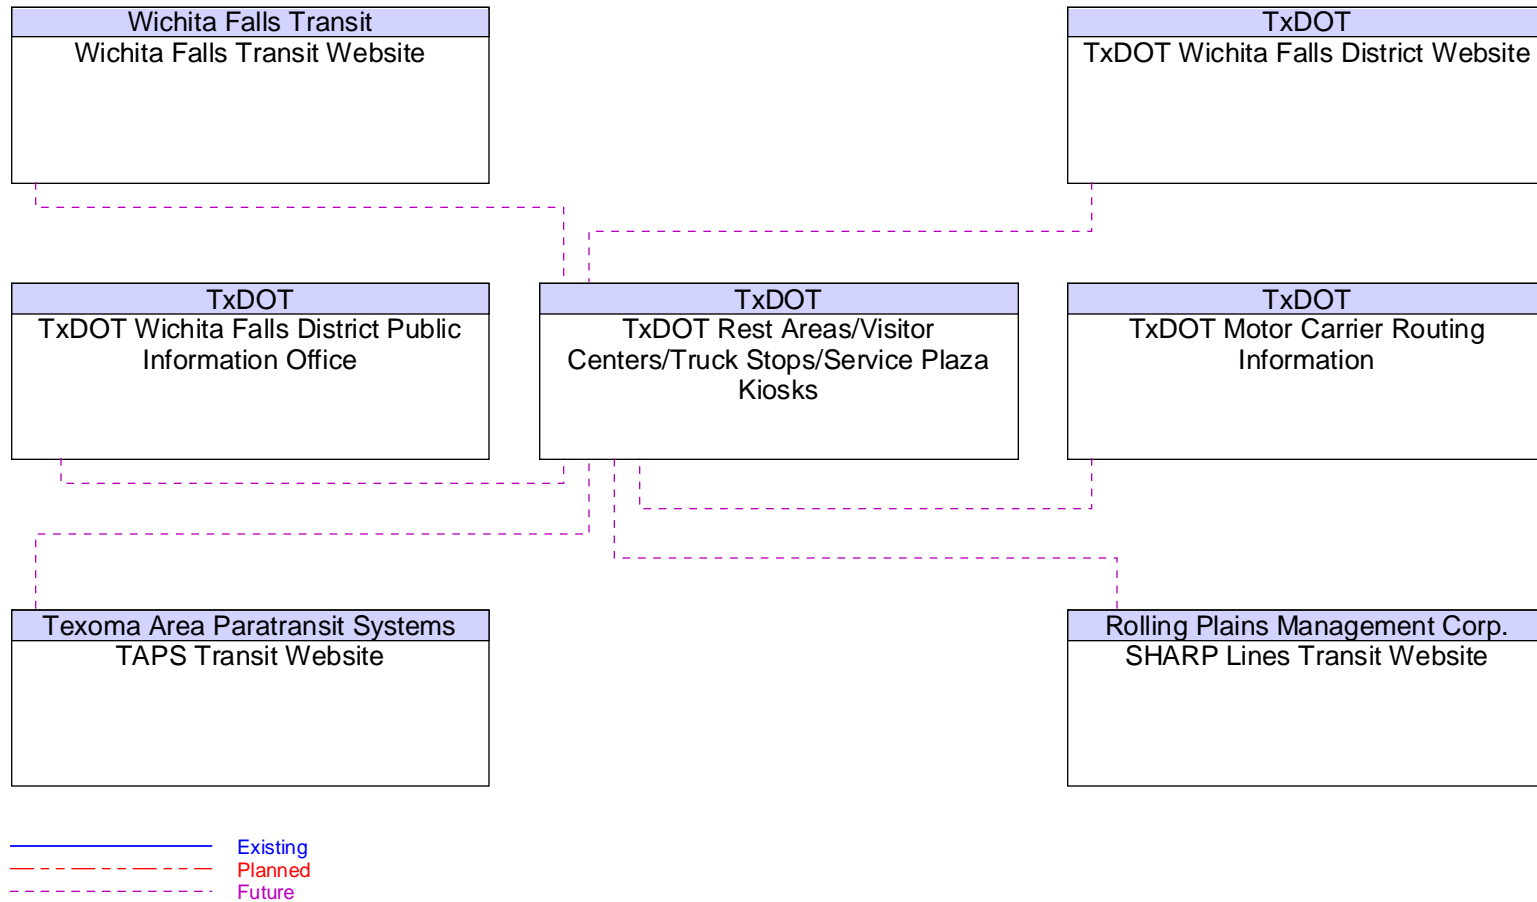 Wichita Falls Transit
Wichita Falls Transit Website
TxDOT
TxDOT Wichita Falls District Website
TxDOT
TxDOT Wichita Falls District Public
Information Office
TxDOT
TxDOT Rest Areas/Visitor
Centers/Truck Stops/Service Plaza
Kiosks
TxDOT
TxDOT Motor Carrier Routing
Information
Texoma Area Paratransit Systems
TAPS Transit Website
Rolling Plains Management Corp.
SHARP Lines Transit Website
Existing
Planned
Future